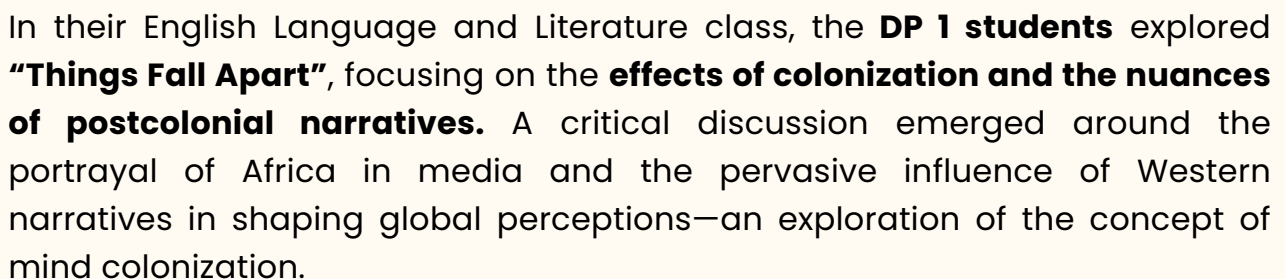 In their English Language and Literature class, the DP 1 students explored
“Things Fall Apart”, focusing on the effects of colonization and the nuances
of postcolonial narratives. A critical discussion emerged around the
portrayal of Africa in media and the pervasive influence of Western
narratives in shaping global perceptions—an exploration of the concept of
mind colonization.